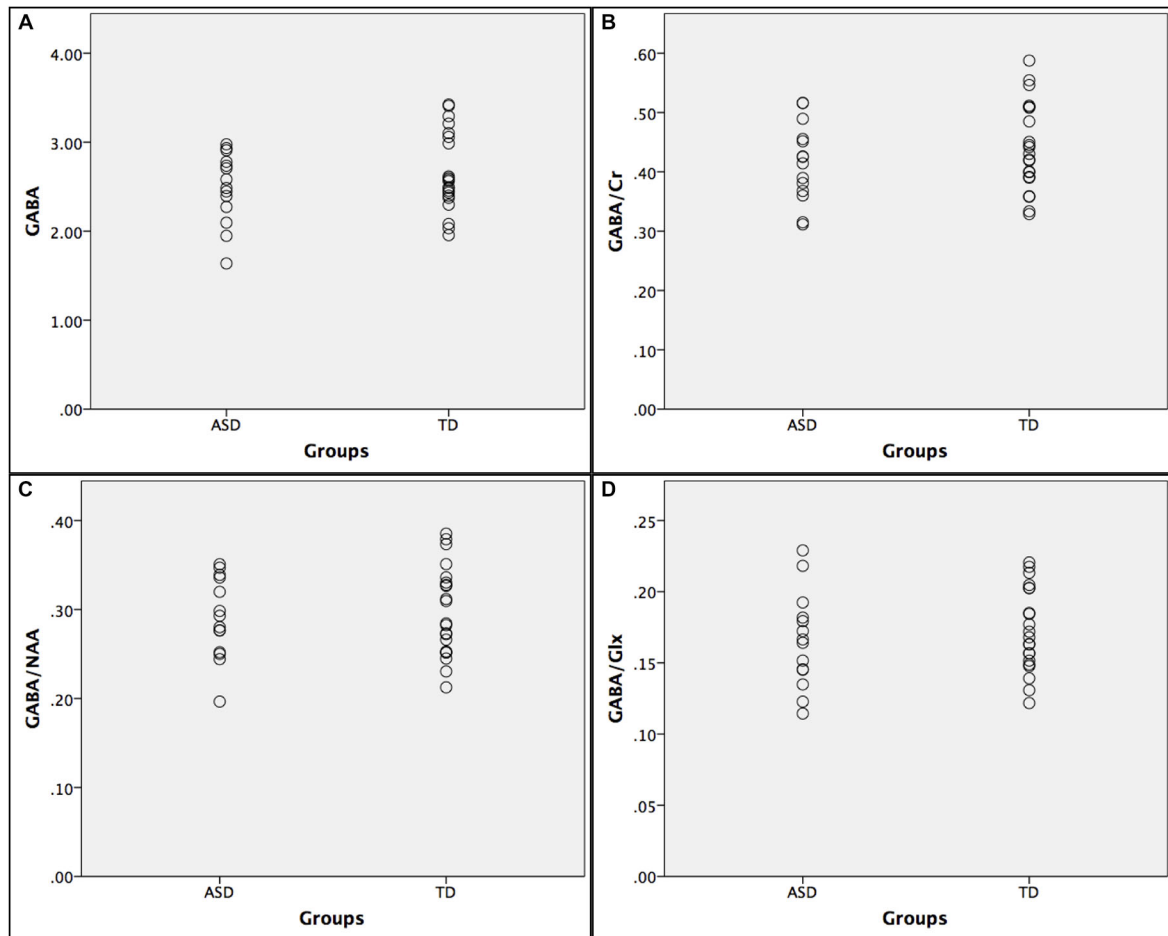 A
GABA
4.00
3.00
2.00
1.00
.00
ASD TD
Groups
B
GABA/Cr
.60
.50
.40
.30
.20
.10
.00
ASD TD
Groups
C
GABA/NAA
.40
.30
.20
.10
.00
ASD TD
Groups
D
GABA/Glx
.25
.20
.15
.10
.05
.00
ASD TD
Groups